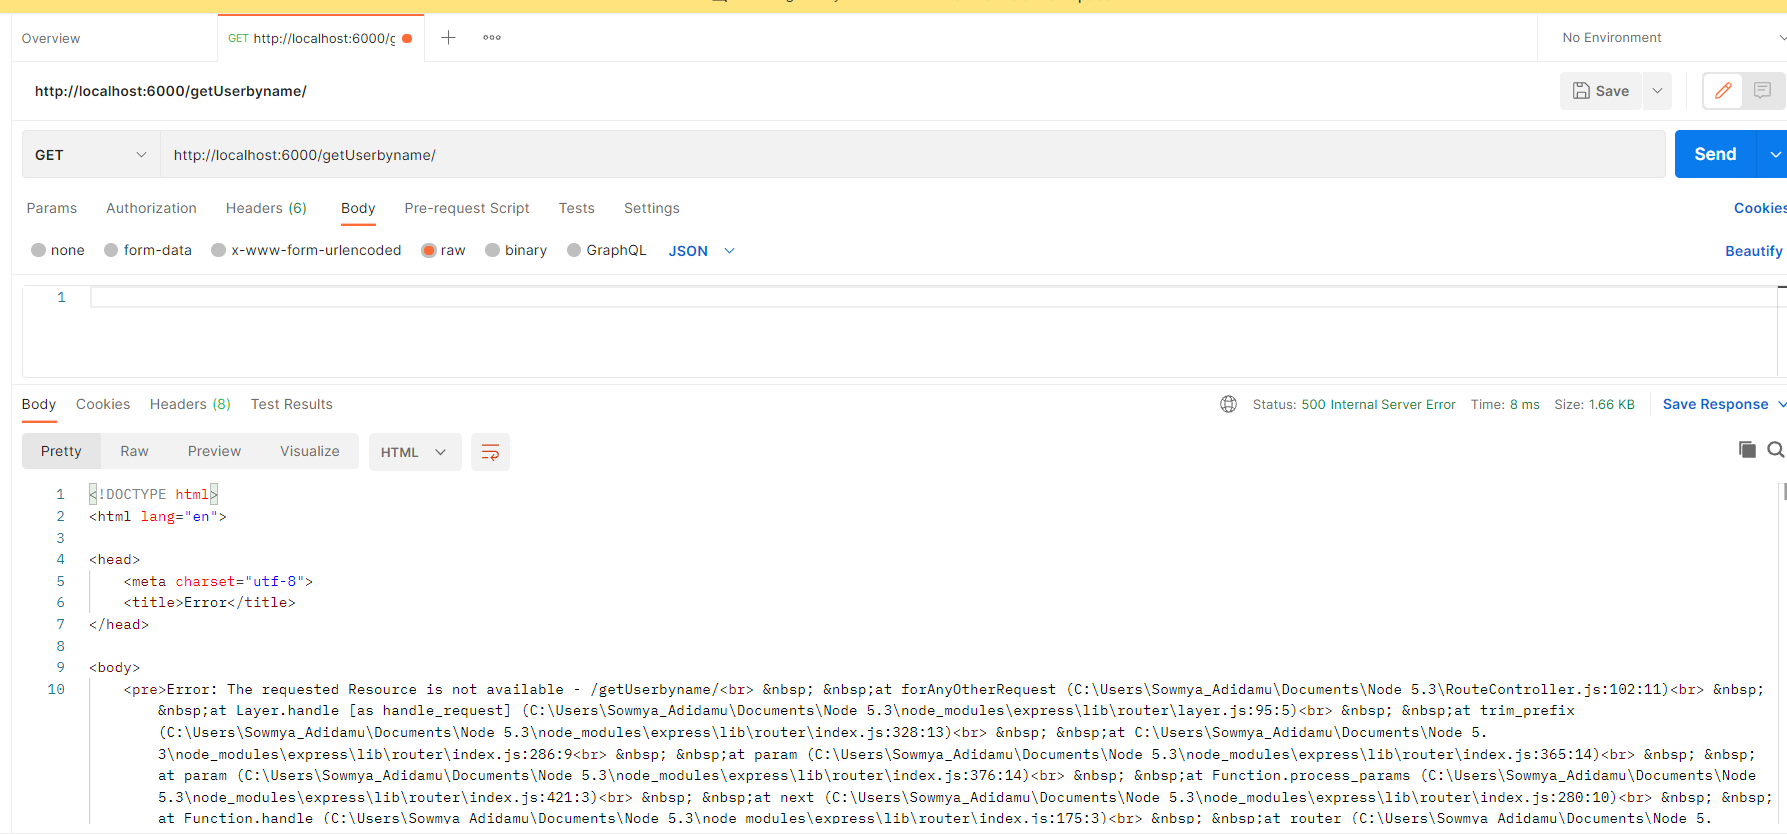 Overview
GET http://localhost:6000/g
No Environment
http://localhost:6000/getUserbyname/
Save
GET
http://localhost:6000/getUserbyname/
Send
Params Authorization Headers (6) Body Pre-request Script Tests Settings
Cookies
none form-data x-www-form-urlencoded raw binary GraphQL JSON
Beautify
1
Body Cookies Headers (8) Test Results
Status: 500 Internal Server Error Time: 8 ms Size: 1.66 KB Save Response
Pretty Raw Preview Visualize HTML
1 <!DOCTYPE html>
2 <html lang="en">
3
4 <head>
5 <meta charset="utf-8">
6 <title>Error</title>
7 </head>
8
9 <body>
10 <pre>Error: The requested Resource is not available - /getUserbyname/<br> &nbsp; &nbsp;at forAnyOtherRequest (C:\Users\Sowmya_Adidamu\Documents\Node 5.3\RouteController.js:102:11)<br> &nbsp;
&nbsp;at Layer.handle [as handle_request] (C:\Users\Sowmya_Adidamu\Documents\Node 5.3\node_modules\express\lib\router\layer.js:95:5)<br> &nbsp; &nbsp;at trim_prefix
(C:\Users\Sowmya_Adidamu\Documents\Node 5.3\node_modules\express\lib\router\index.js:328:13)<br> &nbsp; &nbsp;at C:\Users\Sowmya_Adidamu\Documents\Node 5.
3\node_modules\express\lib\router\index.js:286:9<br> &nbsp; &nbsp;at param (C:\Users\Sowmya_Adidamu\Documents\Node 5.3\node_modules\express\lib\router\index.js:365:14)<br> &nbsp; &nbsp;
at param (C:\Users\Sowmya_Adidamu\Documents\Node 5.3\node_modules\express\lib\router\index.js:376:14)<br> &nbsp; &nbsp;at Function.process_params (C:\Users\Sowmya_Adidamu\Documents\Node
5.3\node_modules\express\lib\router\index.js:421:3)<br> &nbsp; &nbsp;at next (C:\Users\Sowmya_Adidamu\Documents\Node 5.3\node_modules\express\lib\router\index.js:280:10)<br> &nbsp; &nbsp;
at Function.handle (C:\Users\Sowmya_Adidamu\Documents\Node 5.3\node_modules\express\lib\router\index.js:175:3)<br> &nbsp; &nbsp;at router (C:\Users\Sowmya_Adidamu\Documents\Node 5.